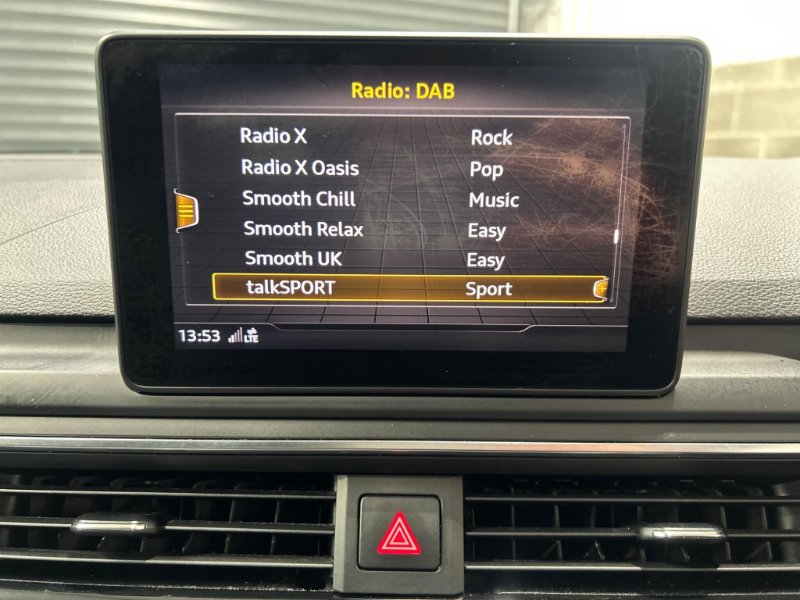 Radio: DAB
Radio X Rock
Radio X Oasis Pop
Smooth Chill Music
Smooth Relax Easy
Smooth UK Easy
talkSPORT Sport
13:53 LTE